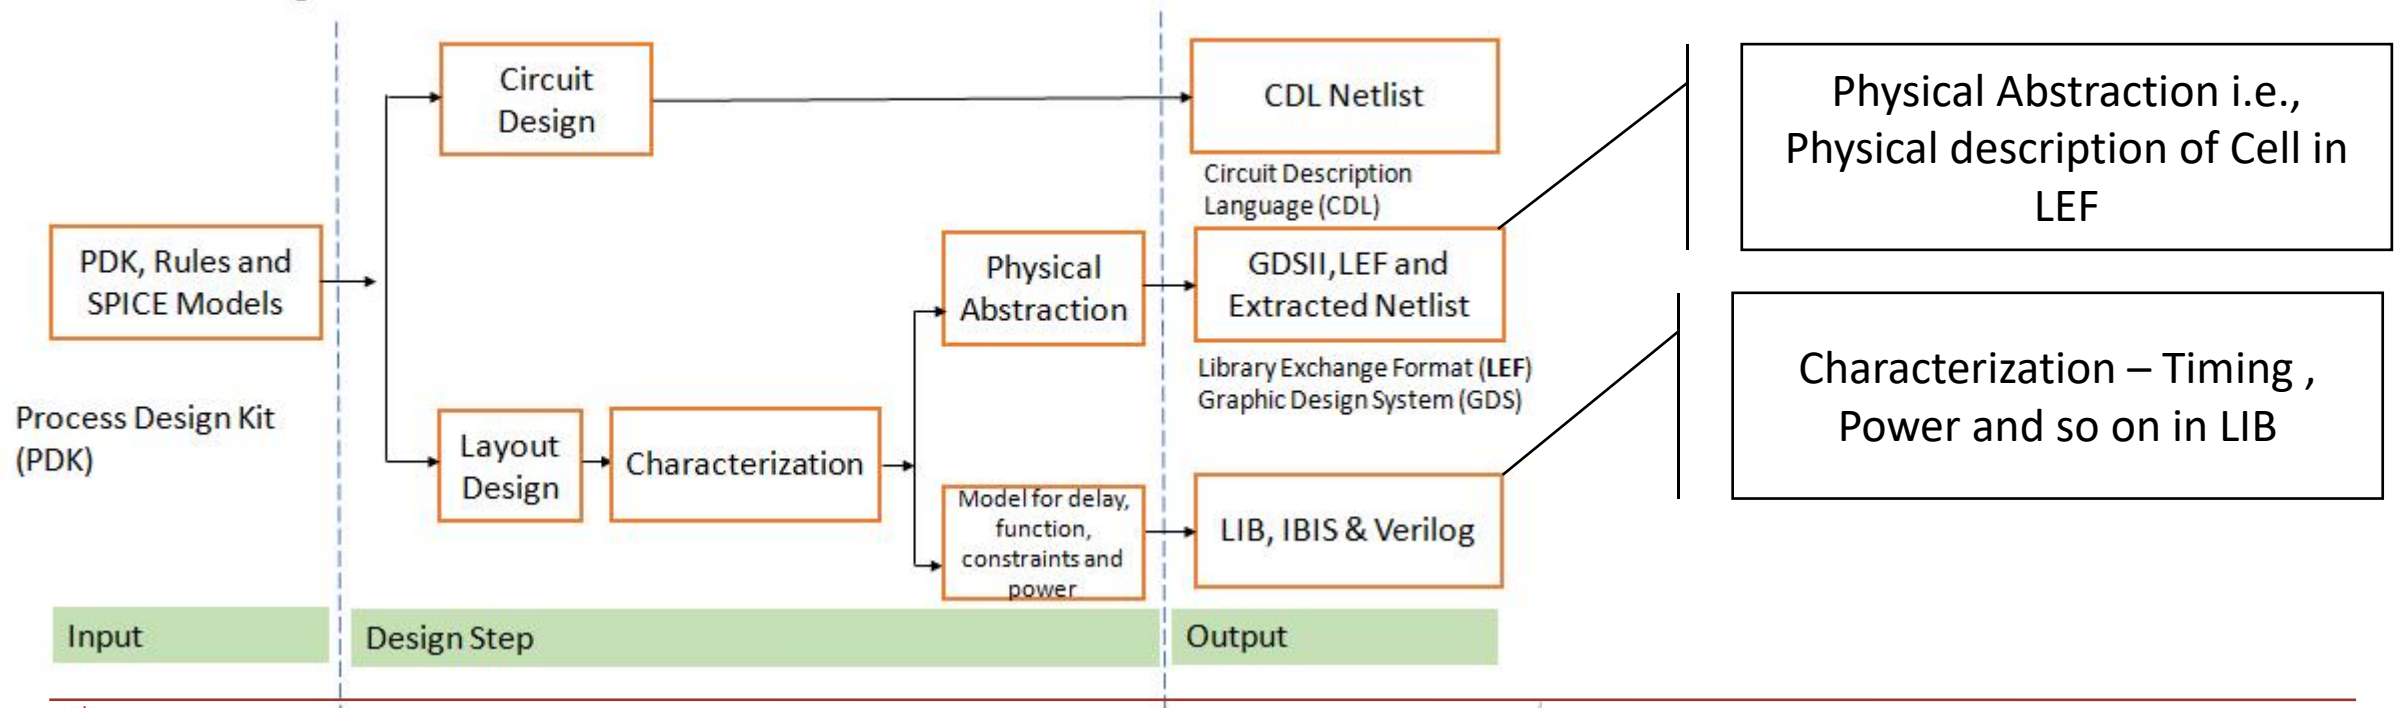 Circuit
Design
CDL Netlist
Circuit Description
Language (CDL)
Physical Abstraction i.e.,
Physical description of Cell in
LEF
PDK, Rules and
SPICE Models
Physical
Abstraction
GDSII,LEF and
Extracted Netlist
Library Exchange Format (LEF)
Graphic Design System (GDS)
Characterization – Timing ,
Power and so on in LIB
Process Design Kit
(PDK)
Layout
Design
Characterization
Model for delay,
function,
constraints and
power
LIB, IBIS & Verilog
Input
Design Step
Output